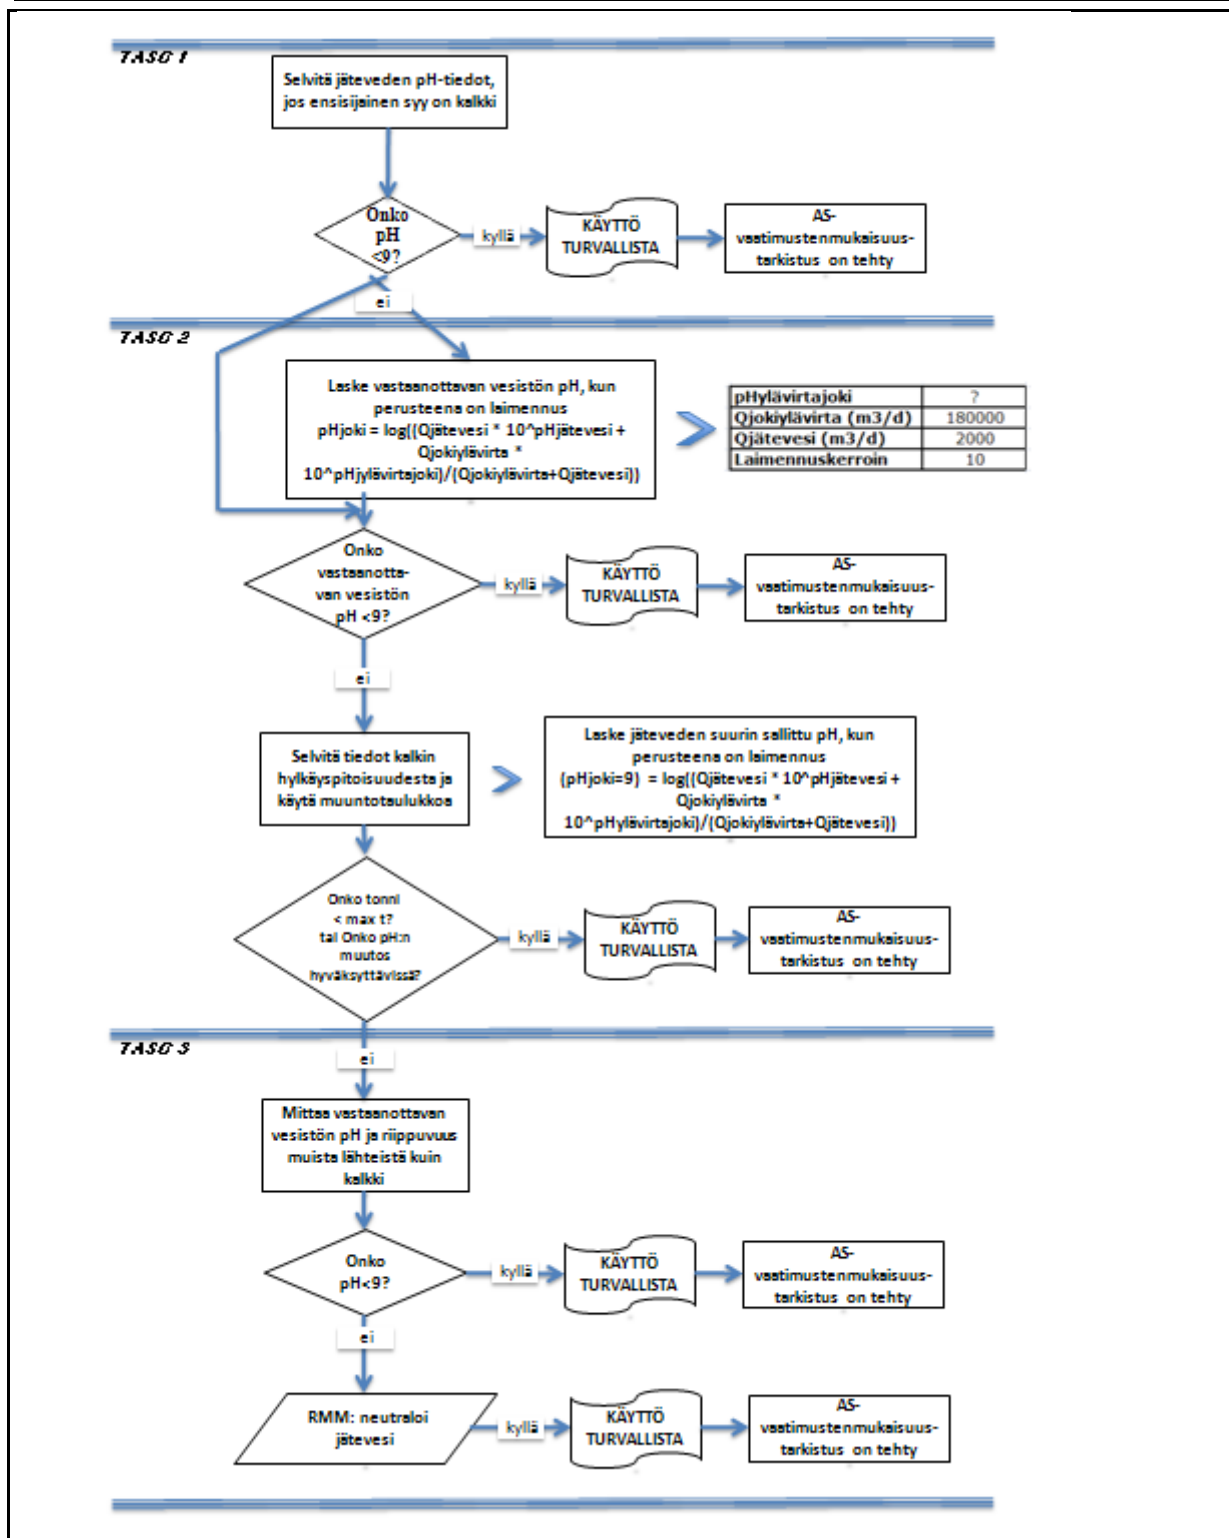 TASO 1
Selvitä jäteveden pH-tiedot,
jos ensisijainen syy on kalkki
Onko
pH
<9?
kyllä
KÄYTTÖ
TURVALLISTA
AS-
vaatimustenmukaisuus-
tarkistus on tehty
ei
TASO 2
Laske vastaanottavan vesistön pH, kun
perusteena on laimennus
pHjoki = log((Qjätevesi * 10^pHjätevesi +
Qjokiylävirta *
10^pHjylävirtajoki)/(Qjokiylävirta+Qjätevesi))
pHylävirtajoki ?
Qjokiylävirta (m3/d) 180000
Qjätevesi (m3/d) 2000
Laimennuskerroin 10
Onko
vastaanotta-
van vesistön
pH <9?
kyllä
KÄYTTÖ
TURVALLISTA
AS-
vaatimustenmukaisuus-
tarkistus on tehty
ei
Selvitä tiedot kalkin
hylkäyspitoisuudesta ja
käytä muuntotaulukkoa
Laske jäteveden suurin sallittu pH, kun
perusteena on laimennus
(pHjoki=9) = log((Qjätevesi * 10^pHjätevesi +
Qjokiylävirta *
10^pHylävirtajoki)/(Qjokiylävirta+Qjätevesi))
Onko tonni
< max t?
tai Onko pH:n
muutos
hyväksyttävissä?
kyllä
KÄYTTÖ
TURVALLISTA
AS-
vaatimustenmukaisuus-
tarkistus on tehty
TASO 3
ei
Mittaa vastaanottavan
vesistön pH ja riippuvuus
muista lähteistä kuin
kalkki
Onko
pH<9?
kyllä
KÄYTTÖ
TURVALLISTA
AS-
vaatimustenmukaisuus-
tarkistus on tehty
ei
RMM: neutraloi
jätevesi
kyllä
KÄYTTÖ
TURVALLISTA
AS-
vaatimustenmukaisuus-
tarkistus on tehty